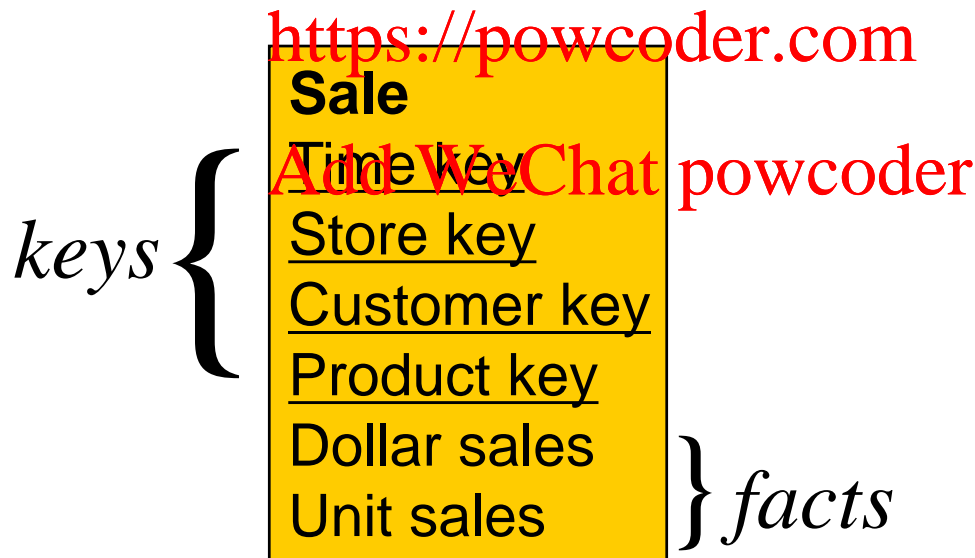 https://powcoder.com
Sale
Time key
Add WeChat powcoder
Store key
keys
Customer key
Product key
Dollar sales
Unit sales
facts